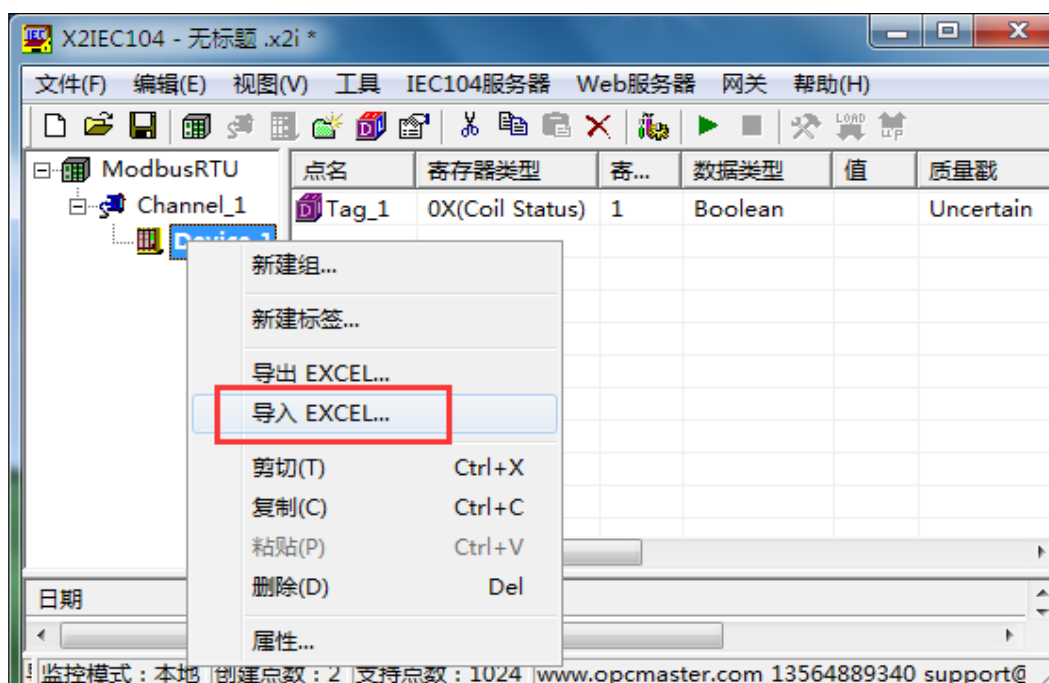 X2IEC104 - 无标题 .x2i *
文件(F) 编辑(E) 视图(V) 工具 IEC104服务器 Web服务器 网关 帮助(H)
LOAD
ModbusRTU
Channel_1
点名 寄存器类型 寄... 数据类型 值 质量戳
Tag_1 0X(Coil Status) 1 Boolean Uncertain
新建组...
新建标签...
导出 EXCEL...
导入 EXCEL...
剪切(T) Ctrl+X
复制(C) Ctrl+C
粘贴(P) Ctrl+V
删除(D) Del
属性...
日期
监控模式：本地 创建点数：2 支持点数：1024 www.opcmaster.com 13564889340 support@